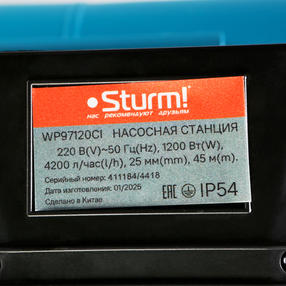 Sturm!
нас рекомендуют друзьям
WP97120CI НАСОСНАЯ СТАНЦИЯ
220 В(V)~50 Гц(Hz), 1200 Вт(W),
4200 л/час(l/h), 25 мм(mm), 45 м(m).
Серийный номер: 411184/4418
Дата изготовления: 01/2025
Сделано в Китае
EAC IP54